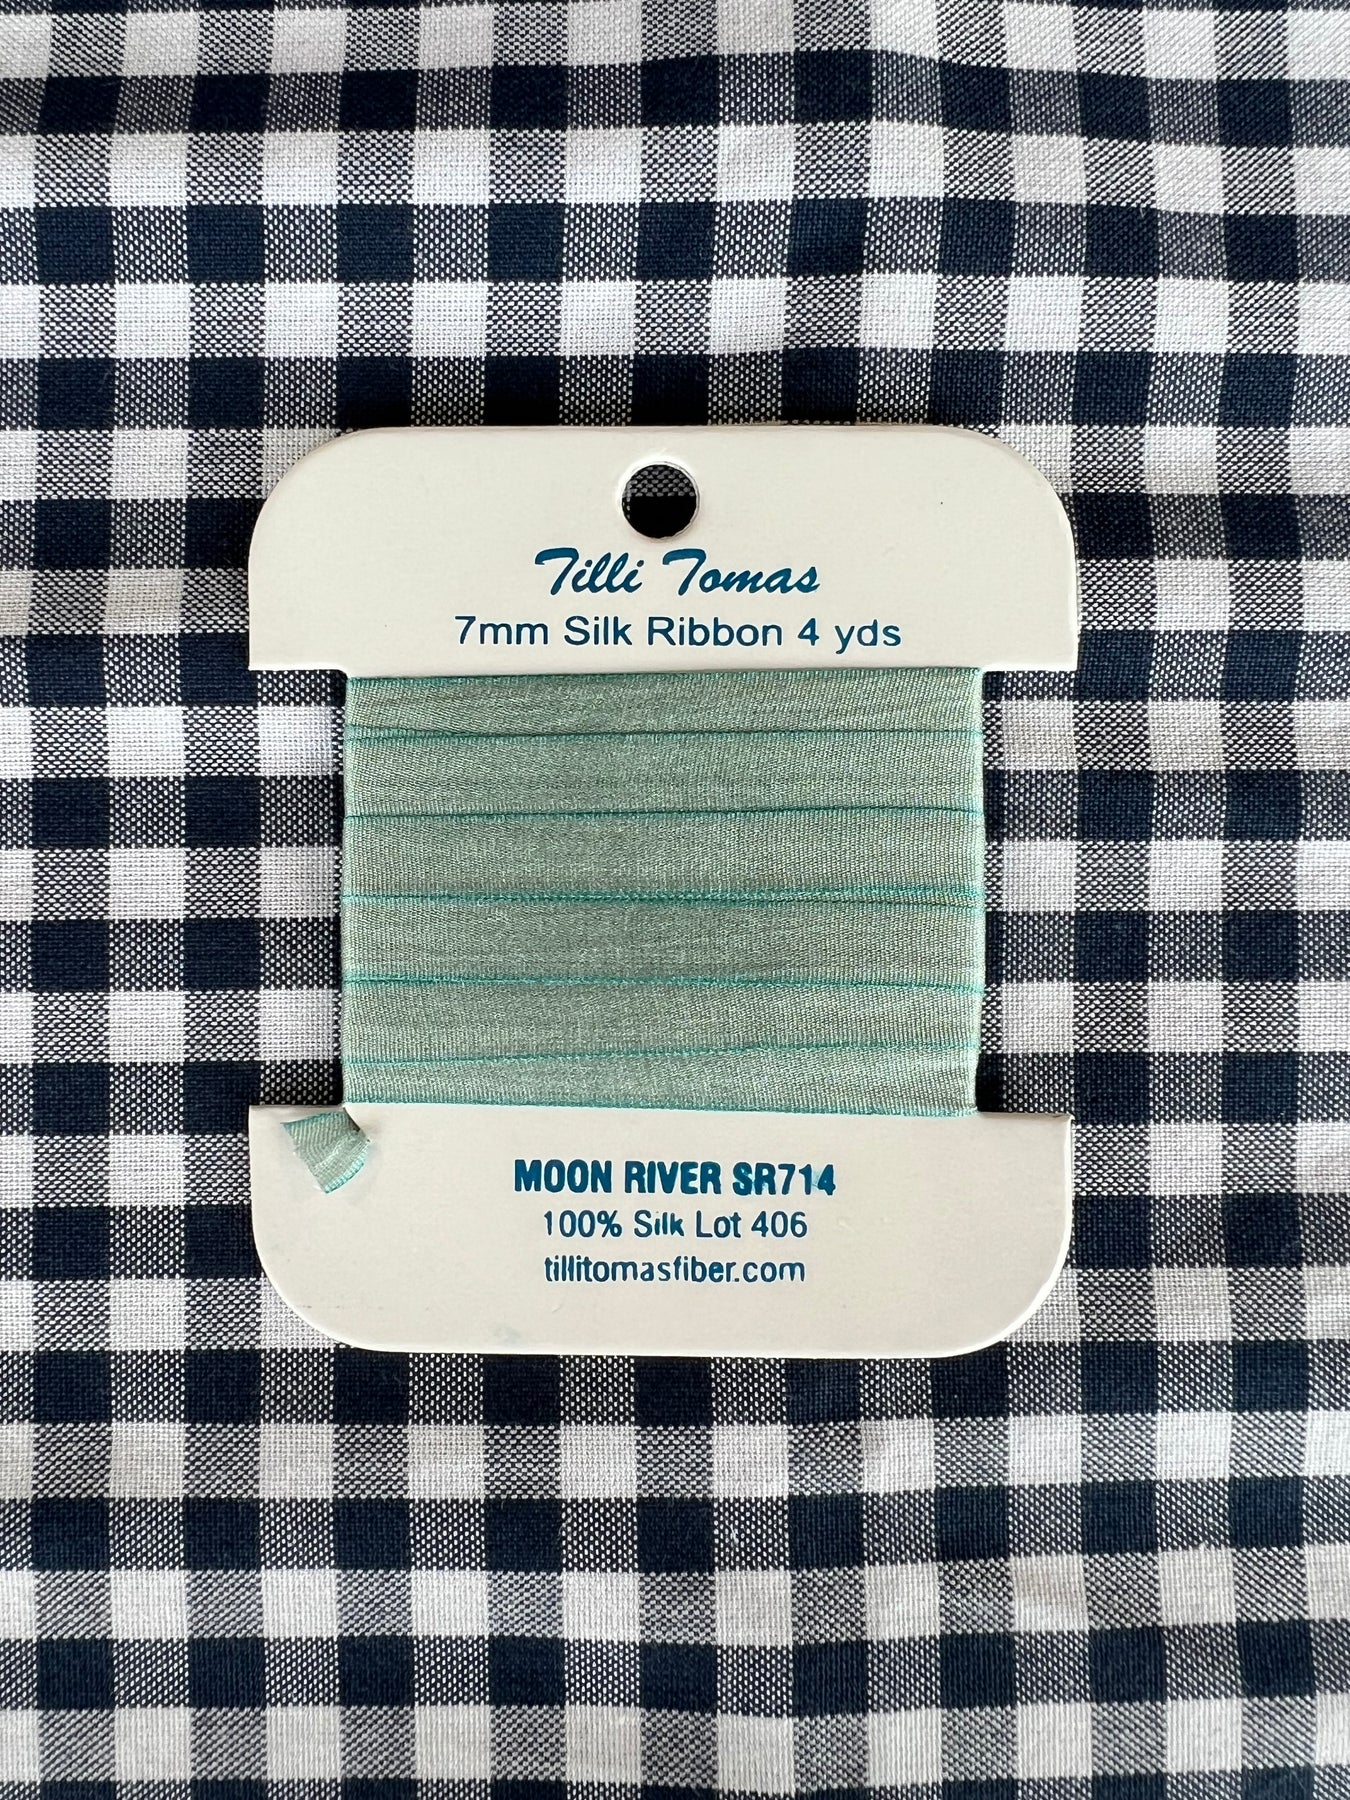 Tilli Tomas
7mm Silk Ribbon 4 yds
MOON RIVER SR714
100% Silk Lot 406
tillitomasfiber.com